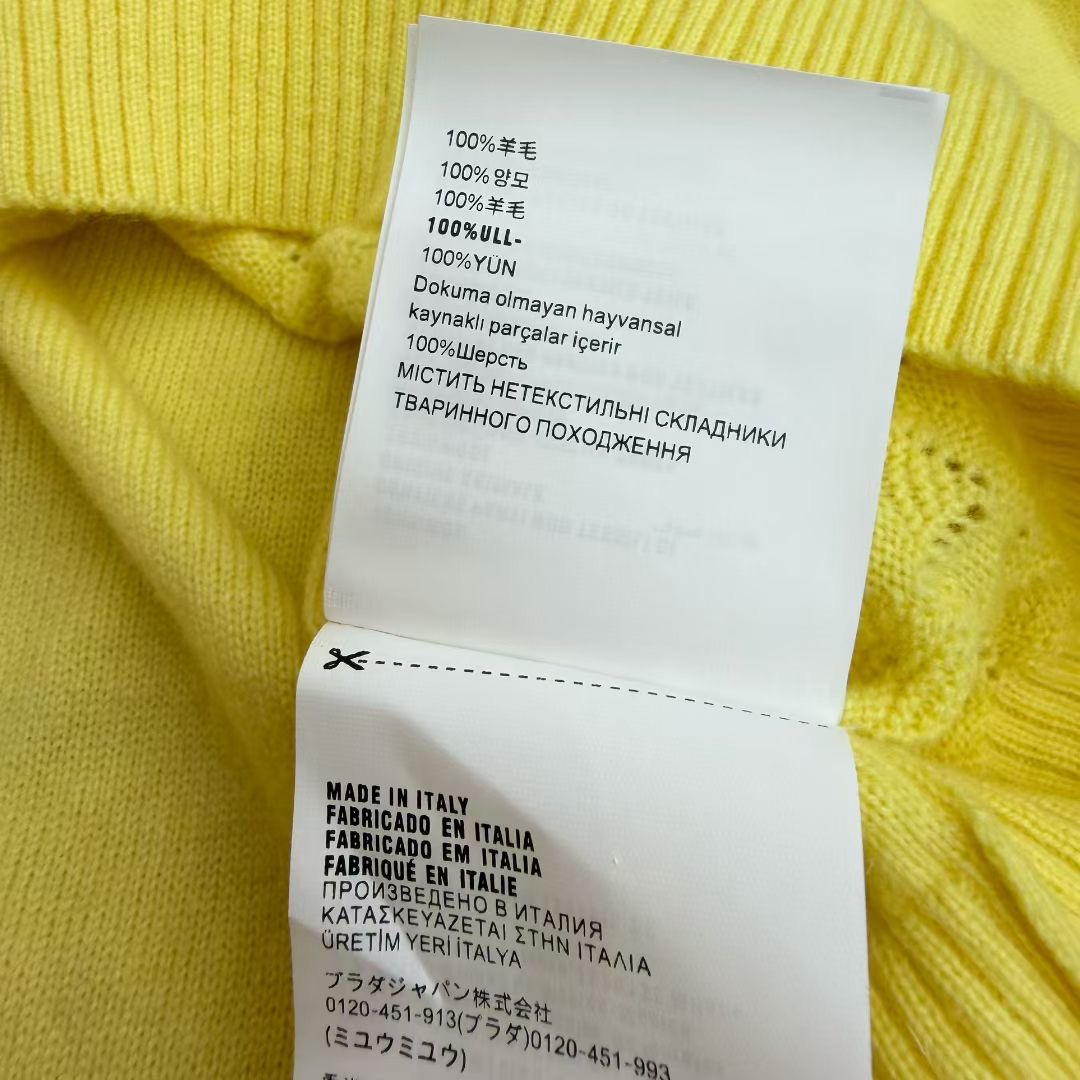 100%羊毛
100%양모
100%羊毛
100%ULL-
100%YÜN
Dokuma olmayan hayvansal
kaynaklı parçalar içerir
100%Шерсть
МІСТИТЬ НЕТЕКСТИЛЬНІ СКЛАДНИКИ
ТВАРИННОГО ПОХОДЖЕННЯ
MADE IN ITALY
FABRICADO EN ITALIA
FABRICADO EM ITALIA
FABRIQUÉ EN ITALIE
ПРОИЗВЕДЕНО В ИТАЛИЯ
ΚΑΤΑΣΚΕΥΑΖΕΤΑΙ ΣΤΗΝ ΙΤΑΛΙΑ
ÜRETİM YERİ İTALYA
プラダジャパン株式会社
0120-451-913(プラダ)0120-451-993
(ミユウミユウ)